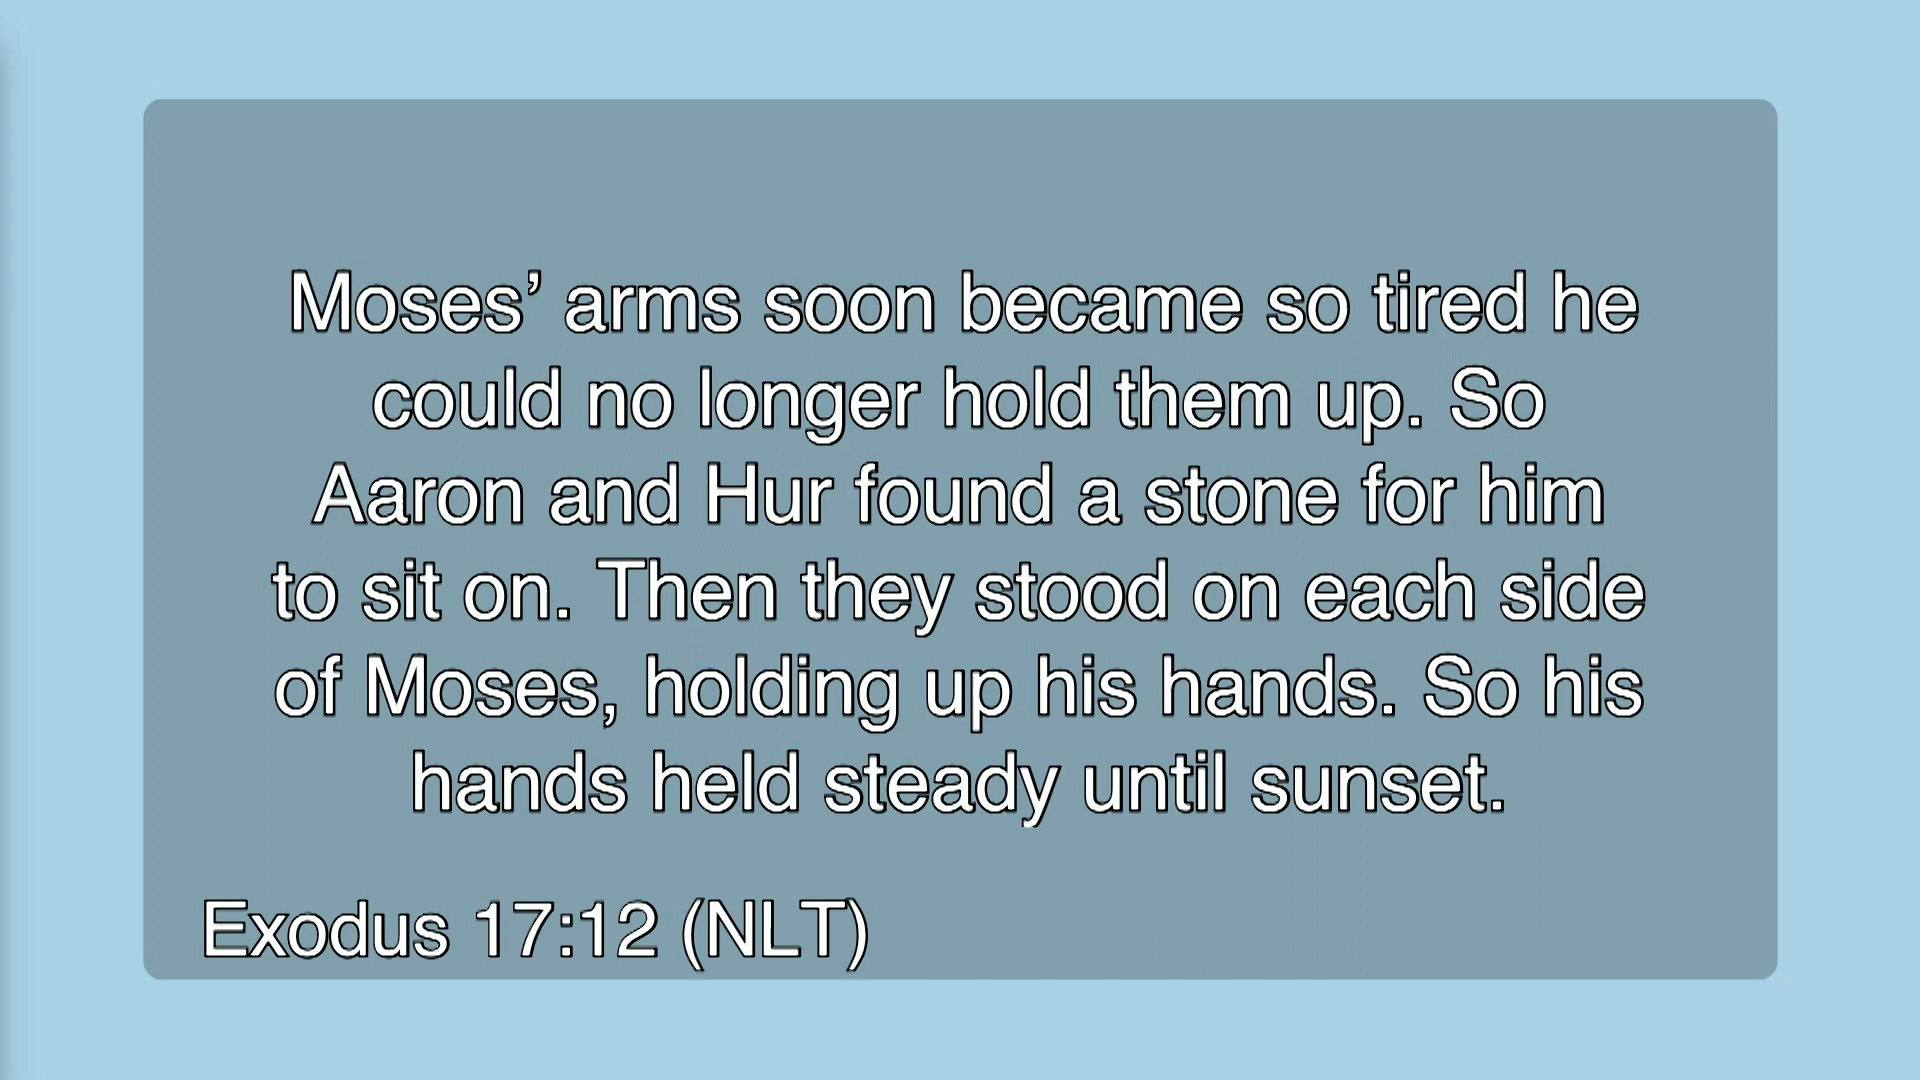 Moses’ arms soon became so tired he
could no longer hold them up. So
Aaron and Hur found a stone for him
to sit on. Then they stood on each side
of Moses, holding up his hands. So his
hands held steady until sunset.
Exodus 17:12 (NLT)